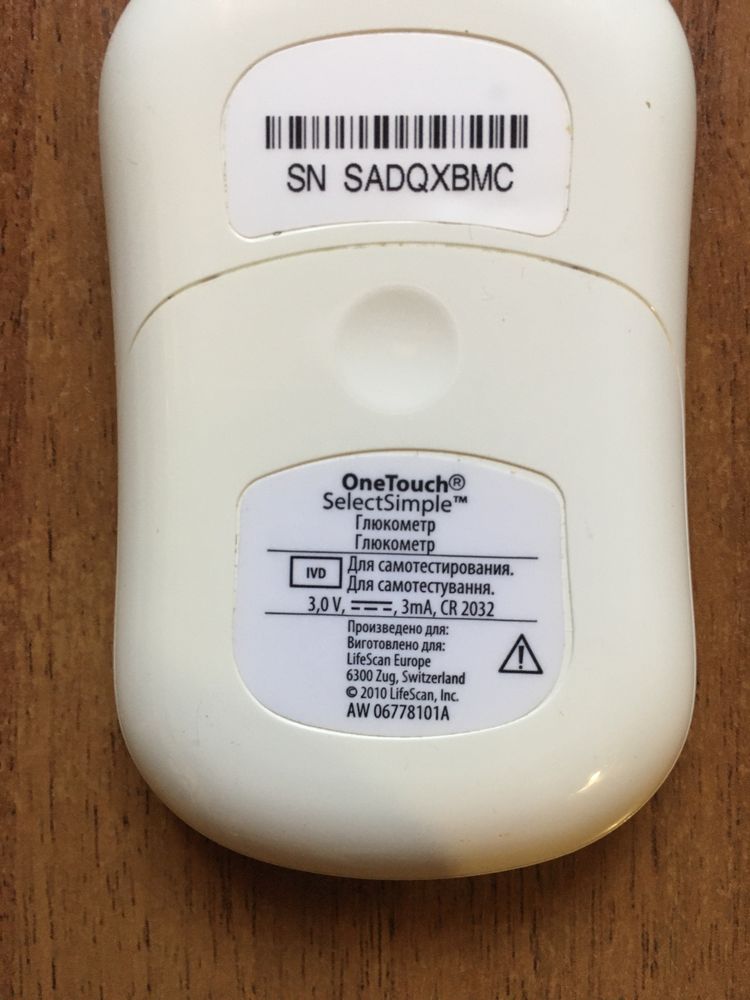 SN SADQXBMC
OneTouch®
SelectSimple™
Глюкометр
Глюкометр
IVD Для самотестирования.
Для самотестування.
3,0 V, ⎓, 3mA, CR 2032
Произведено для:
Виготовлено для:
LifeScan Europe
6300 Zug, Switzerland
© 2010 LifeScan, Inc.
AW 06778101A